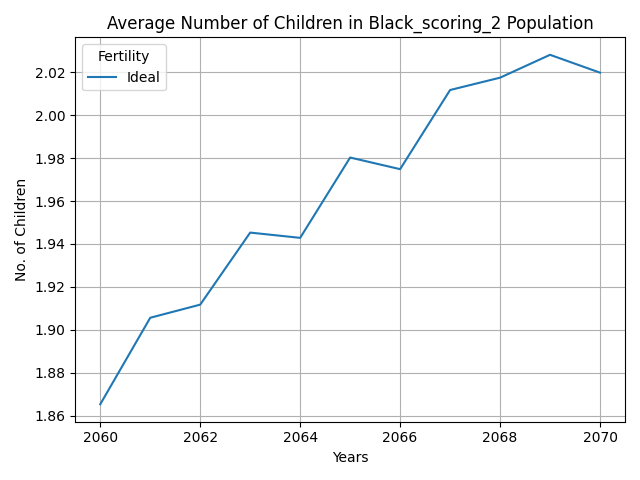 Average Number of Children in Black_scoring_2 Population
Fertility
Ideal
No. of Children
2.02
2.00
1.98
1.96
1.94
1.92
1.90
1.88
1.86
2060 2062 2064 2066 2068 2070
Years